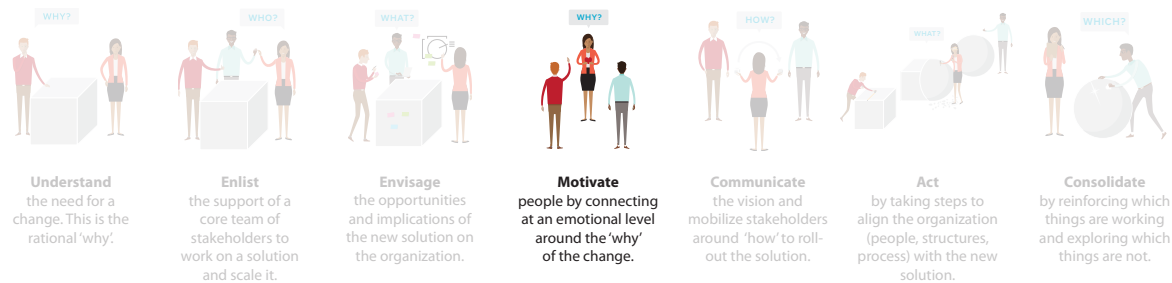 WHY?
Understand
the need for a
change. This is the
rational ‘why’.
WHO?
Enlist
the support of a
core team of
stakeholders to
work on a solution
and scale it.
WHAT?
Envisage
the opportunities
and implications of
the new solution on
the organization.
WHY?
Motivate
people by connecting
at an emotional level
around the ‘why’
of the change.
HOW?
Communicate
the vision and
mobilize stakeholders
around ‘how’ to roll-
out the solution.
WHAT?
Act
by taking steps to
align the organization
(people, structures,
process) with the new
solution.
WHICH?
Consolidate
by reinforcing which
things are working
and exploring which
things are not.